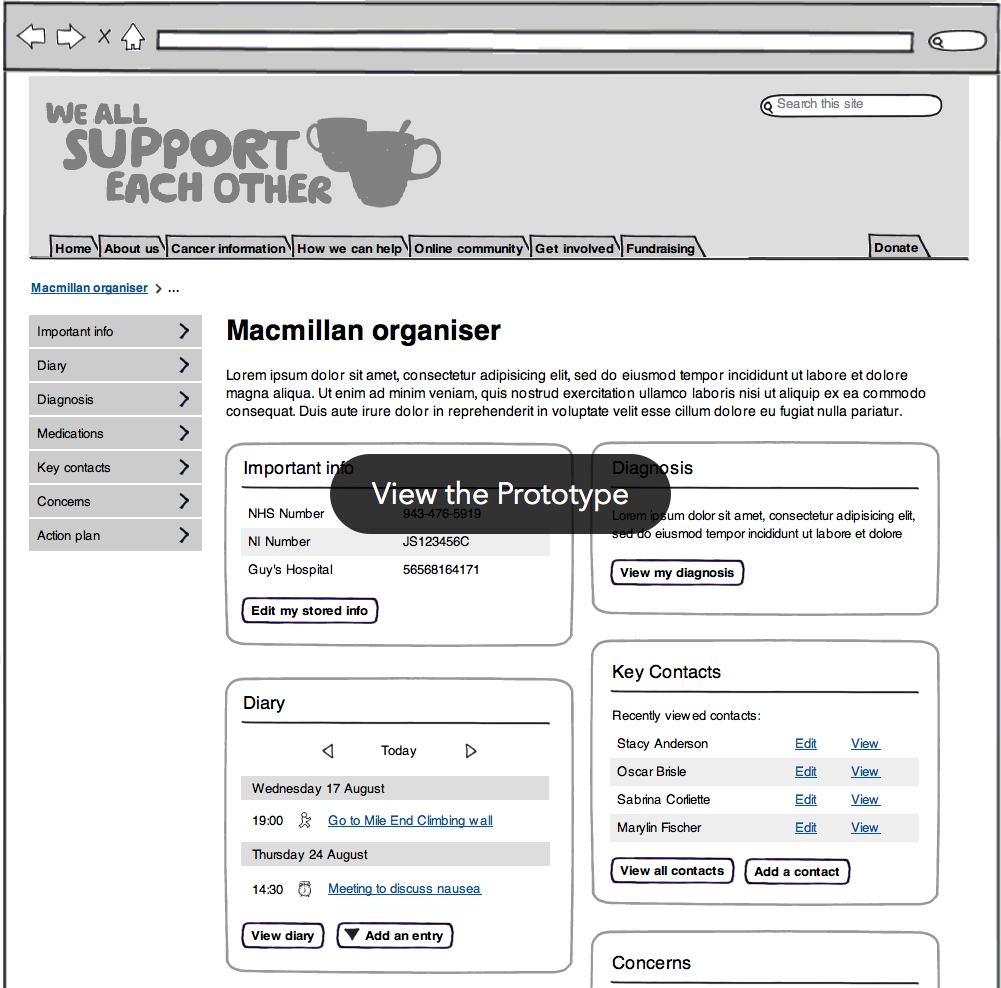 WE ALL
SUPPORT
EACH OTHER
Search this site
Home About us Cancer information How we can help Online community Get involved Fundraising Donate
Macmillan organiser > ...
Important info
Diary
Diagnosis
Medications
Key contacts
Concerns
Action plan
Macmillan organiser
Lorem ipsum dolor sit amet, consectetur adipisicing elit, sed do eiusmod tempor incididunt ut labore et dolore
magna aliqua. Ut enim ad minim veniam, quis nostrud exercitation ullamco laboris nisi ut aliquip ex ea commodo
consequat. Duis aute irure dolor in reprehenderit in voluptate velit esse cillum dolore eu fugiat nulla pariatur.
Important info
View the Prototype
NHS Number 943-476-5919
NI Number JS123456C
Guy's Hospital 56568164171
Edit my stored info
Diagnosis
Lorem ipsum dolor sit amet, consectetur adipisicing elit,
sed do eiusmod tempor incididunt ut labore et dolore
View my diagnosis
Diary
Today
Wednesday 17 August
19:00 Go to Mile End Climbing wall
Thursday 24 August
14:30 Meeting to discuss nausea
View diary Add an entry
Key Contacts
Recently viewed contacts:
Stacy Anderson Edit View
Oscar Brisle Edit View
Sabrina Corliette Edit View
Marylin Fischer Edit View
View all contacts Add a contact
Concerns